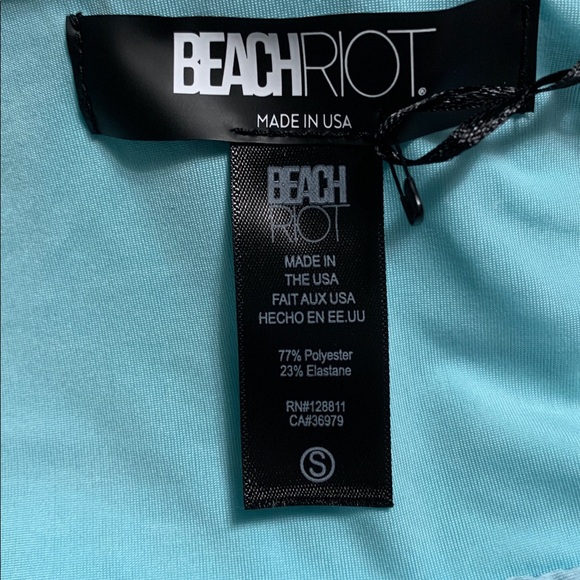 BEACHRIOT®
MADE IN USA
BEACH
RIOT
MADE IN
THE USA
FAIT AUX USA
HECHO EN EE.UU
77% Polyester
23% Elastane
RN#128811
CA#36979
S